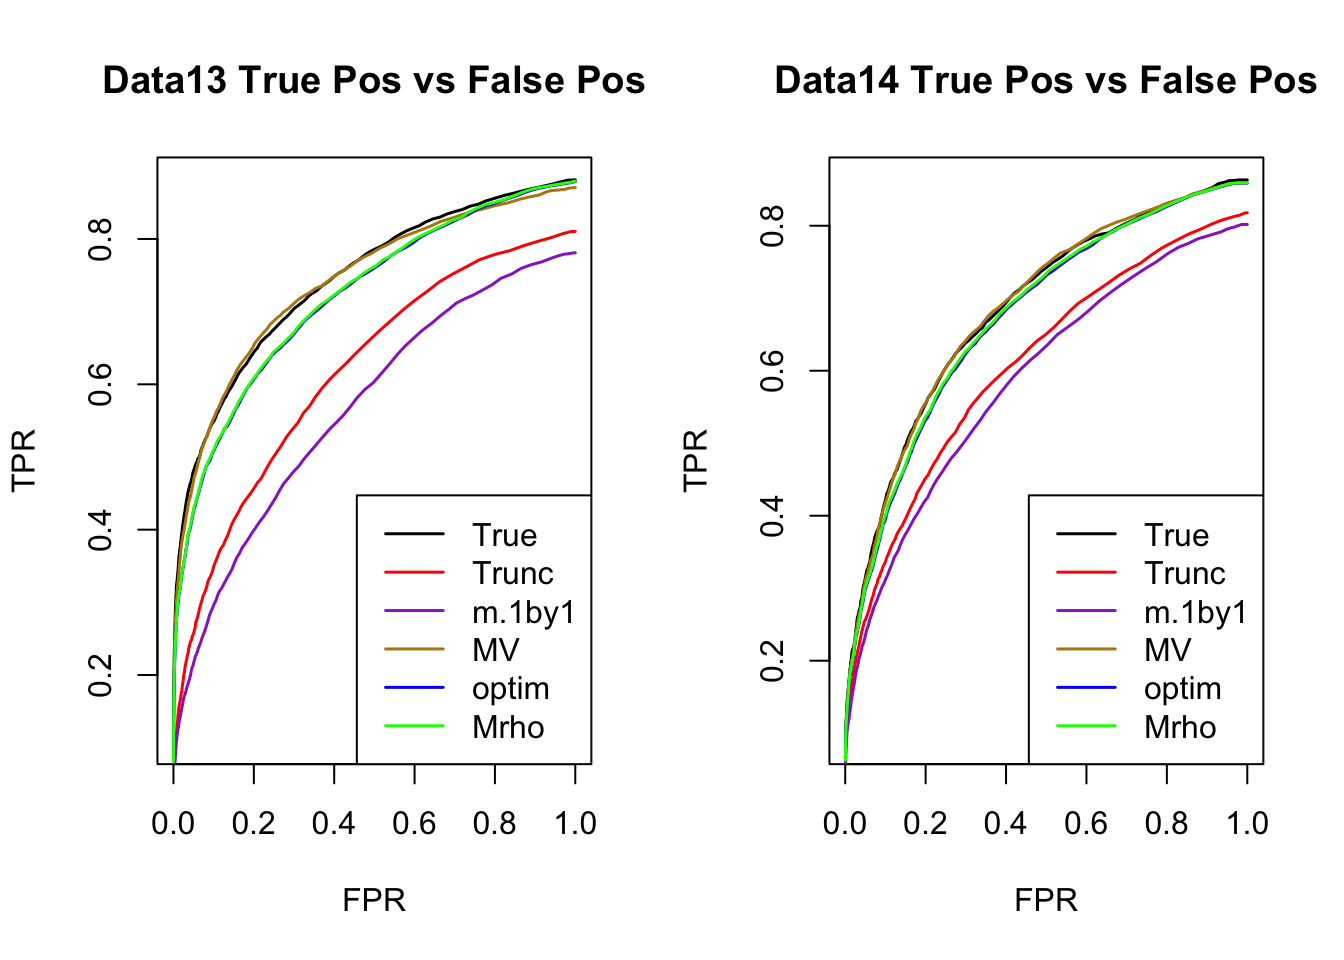 Data13 True Pos vs False Pos
TPR
0.2
0.4
0.6
0.8
True
Trunc
m.1by1
MV
optim
Mrho
0.0 0.2 0.4 0.6 0.8 1.0
FPR
Data14 True Pos vs False Pos
TPR
0.2
0.4
0.6
0.8
True
Trunc
m.1by1
MV
optim
Mrho
0.0 0.2 0.4 0.6 0.8 1.0
FPR